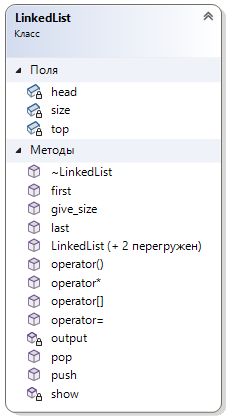 LinkedList
Класс
Поля
head
size
top
Методы
~LinkedList
first
give_size
last
LinkedList (+ 2 перегружен)
operator()
operator*
operator[]
operator=
output
pop
push
show